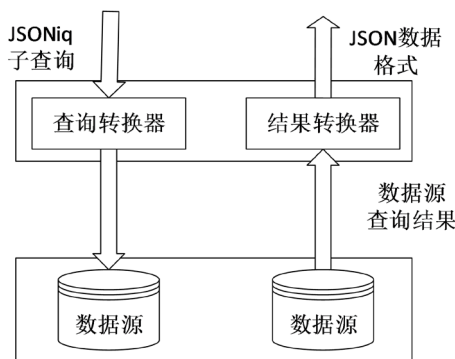 JSONiq
子查询
JSON数据
格式
查询转换器
结果转换器
数据源
查询结果
数据源
数据源